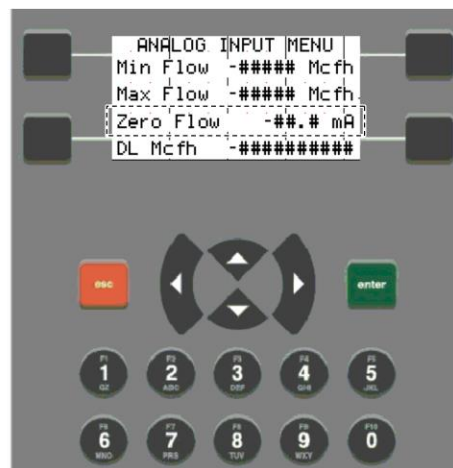 ANALOG INPUT MENU
Min Flow -##### Mcfh
Max Flow -##### Mcfh
Zero Flow -##.# mA
DL Mcfh -##########
esc
enter
F1 F2 F3 F4 F5
1 2 3 4 5
QZ ABC DEF GHI JKL
F6 F7 F8 F9 F10
6 7 8 9 0
MNO PRS TUV WXY